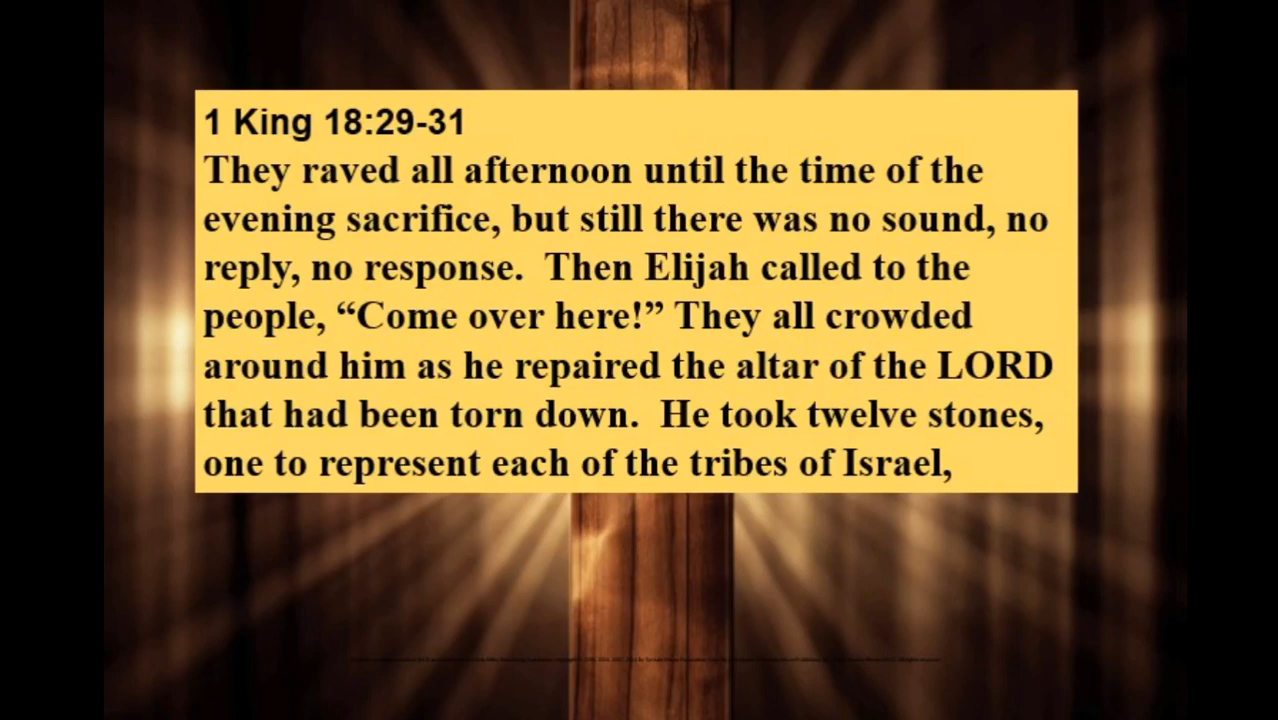 1 King 18:29-31
They raved all afternoon until the time of the
evening sacrifice, but still there was no sound, no
reply, no response.  Then Elijah called to the
people, “Come over here!” They all crowded
around him as he repaired the altar of the LORD
that had been torn down.  He took twelve stones,
one to represent each of the tribes of Israel,